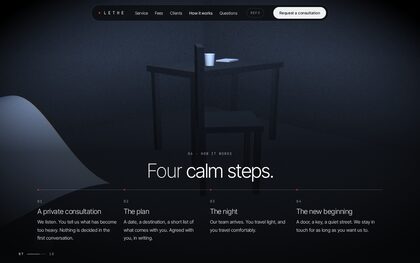 LETHE
Service
Fees
Clients
How it works
Questions
Request a consultation
04 · HOW IT WORKS
Four calm steps.
01
A private consultation
We listen. You tell us what has become
too heavy. Nothing is decided in the
first conversation.
02
The plan
A date, a destination, a short list of
what comes with you. Agreed with
you, in writing.
03
The night
Our team arrives. You travel light, and
you travel comfortably.
04
The new beginning
A door, a key, a quiet street. We stay in
touch for as long as you want us to.